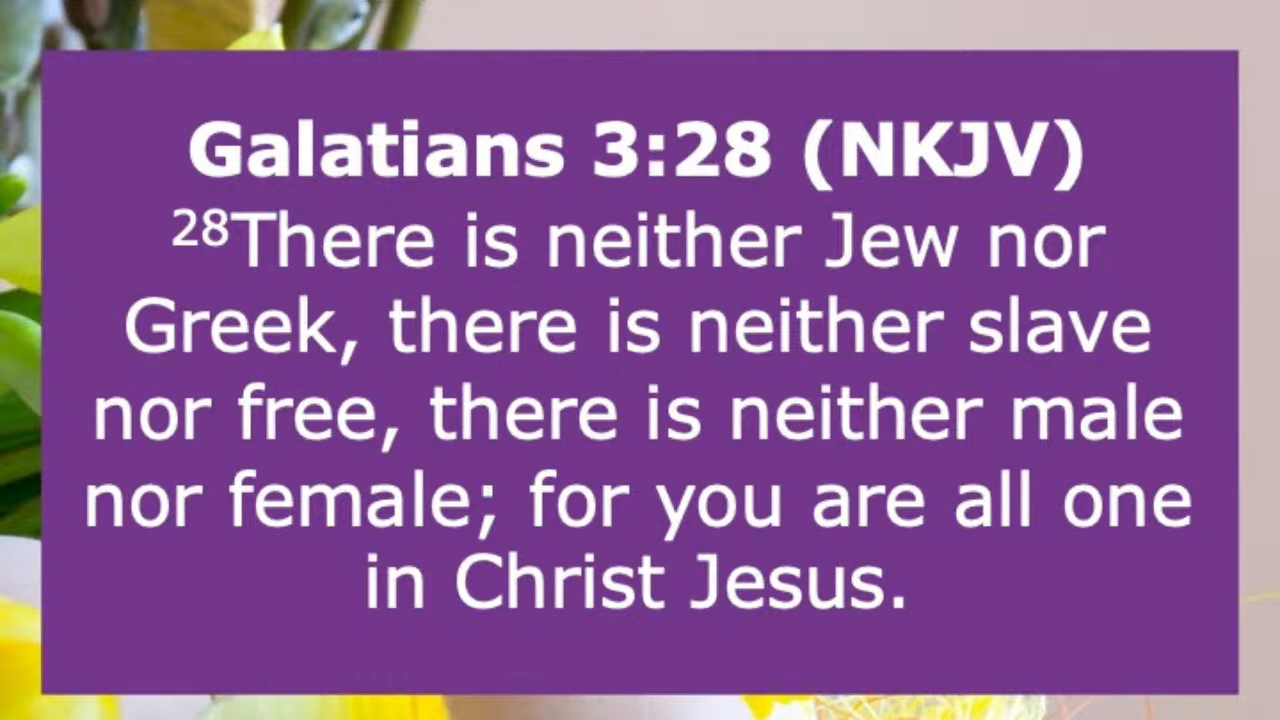 Galatians 3:28 (NKJV)
28There is neither Jew nor
Greek, there is neither slave
nor free, there is neither male
nor female; for you are all one
in Christ Jesus.